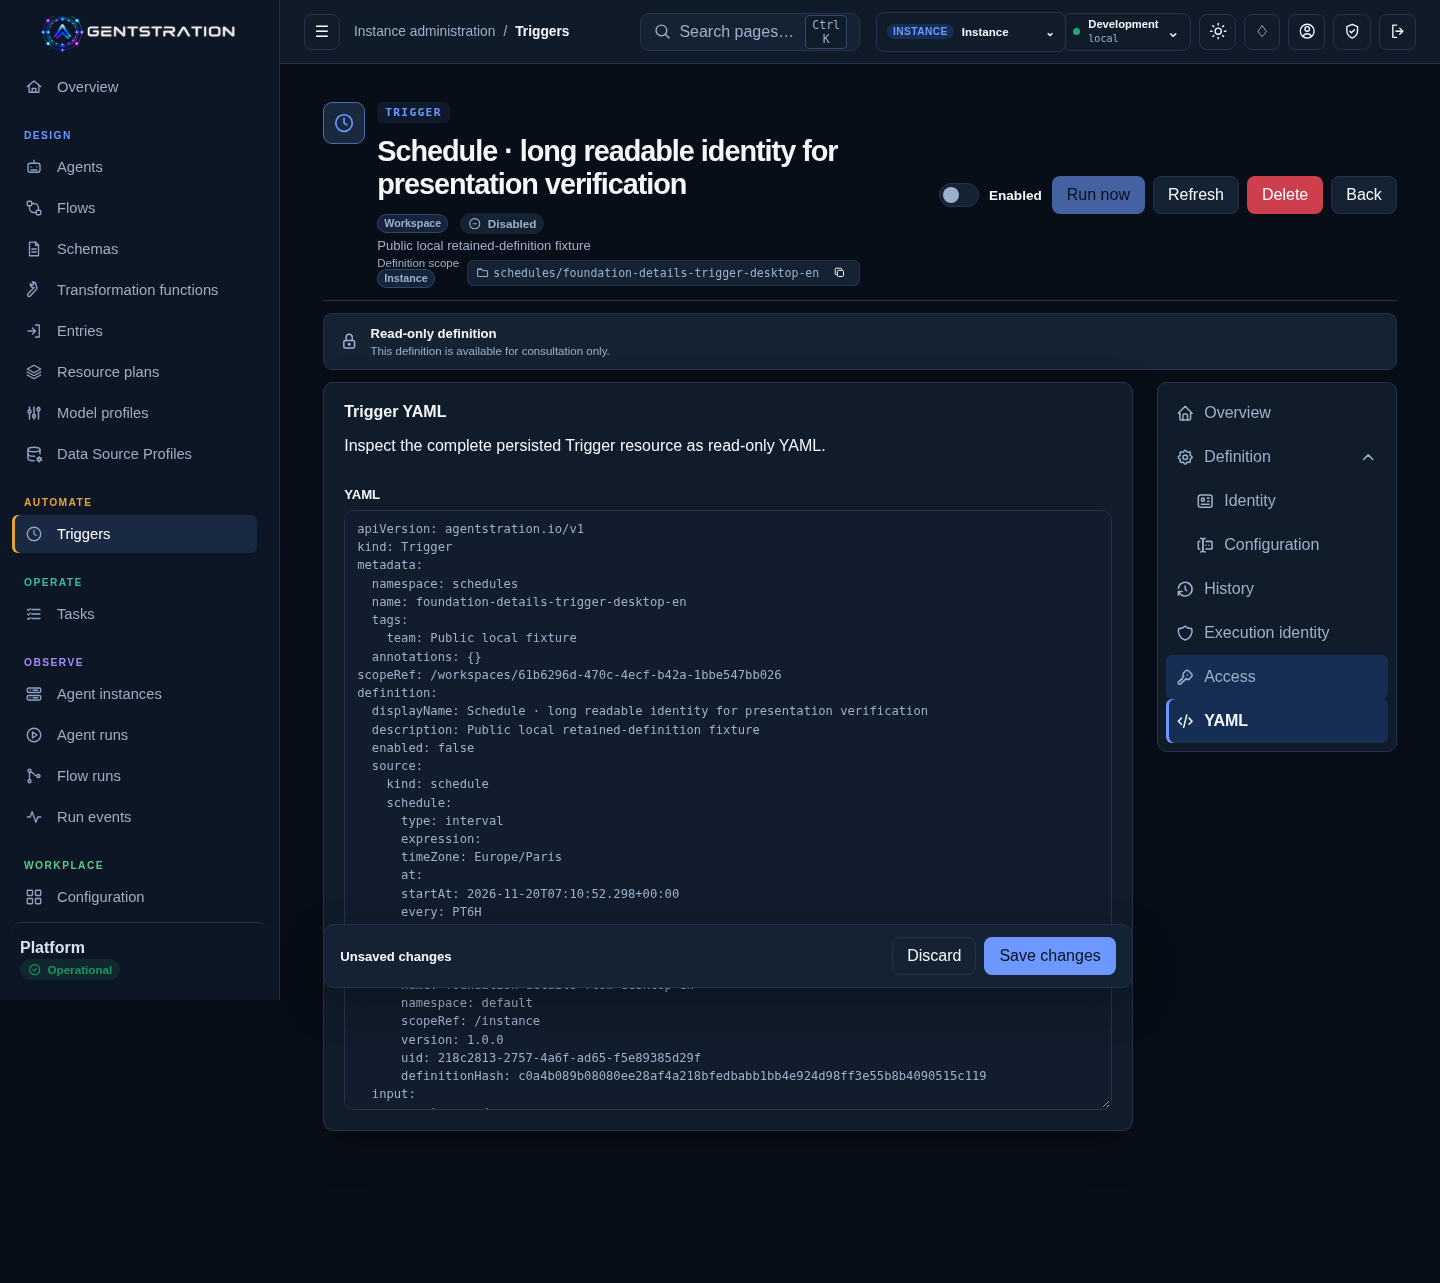 GENTSTRATION
☰
Instance administration / Triggers
Search pages…
Ctrl
K
INSTANCE Instance
Development
local
Overview
DESIGN
Agents
Flows
Schemas
Transformation functions
Entries
Resource plans
Model profiles
Data Source Profiles
AUTOMATE
Triggers
OPERATE
Tasks
OBSERVE
Agent instances
Agent runs
Flow runs
Run events
WORKPLACE
Configuration
Platform
Operational
TRIGGER
Schedule · long readable identity for
presentation verification
Workspace
Disabled
Public local retained-definition fixture
Definition scope
Instance
schedules/foundation-details-trigger-desktop-en
Enabled
Run now
Refresh
Delete
Back
Read-only definition
This definition is available for consultation only.
Trigger YAML
Inspect the complete persisted Trigger resource as read-only YAML.
YAML
apiVersion: agentstration.io/v1
kind: Trigger
metadata:
namespace: schedules
name: foundation-details-trigger-desktop-en
tags:
team: Public local fixture
annotations: {}
scopeRef: /workspaces/61b6296d-470c-4ecf-b42a-1bbe547bb026
definition:
displayName: Schedule · long readable identity for presentation verification
description: Public local retained-definition fixture
enabled: false
source:
kind: schedule
schedule:
type: interval
expression:
timeZone: Europe/Paris
at:
startAt: 2026-11-20T07:10:52.298+00:00
every: PT6H
Unsaved changes
Discard
Save changes
namespace: default
scopeRef: /instance
version: 1.0.0
uid: 218c2813-2757-4a6f-ad65-f5e89385d29f
definitionHash: c0a4b089b08080ee28af4a218bfedbabb1bb4e924d98ff3e55b8b4090515c119
input:
Overview
Definition
Identity
Configuration
History
Execution identity
Access
YAML